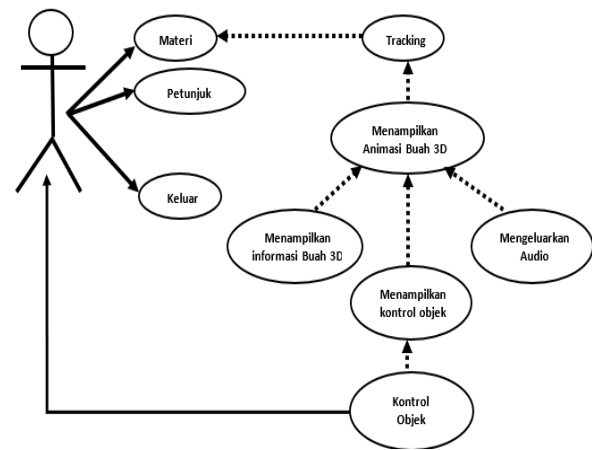 Materi
Tracking
Petunjuk
Menampilkan
Animasi Buah 3D
Keluar
Menampilkan
informasi Buah 3D
Mengeluarkan
Audio
Menampilkan
kontrol objek
Kontrol
Objek